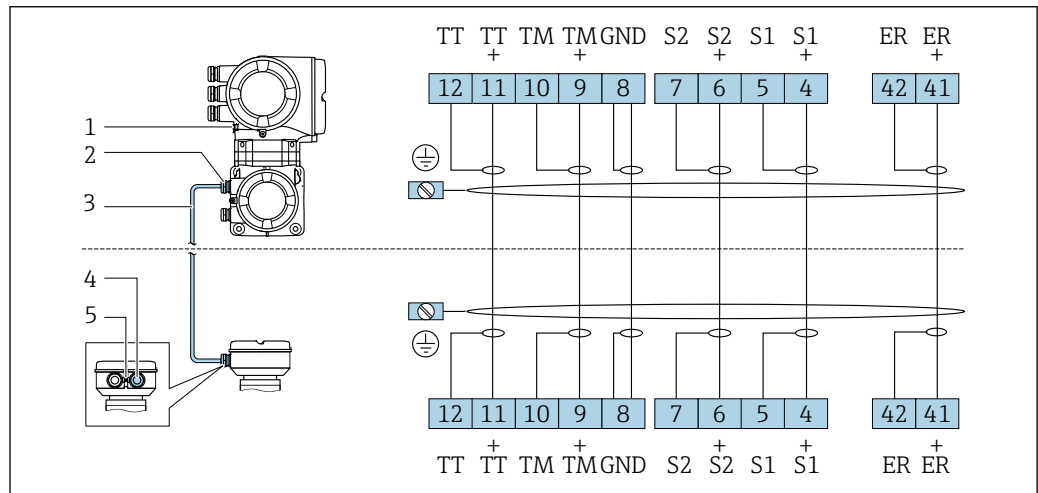 TT TT TM TM GND S2 S2 S1 S1 ER ER
+ + + + +
12 11 10 9 8 7 6 5 4 42 41
1
2
3
4
5
12 11 10 9 8 7 6 5 4 42 41
+ + + + +
TT TT TM TM GND S2 S2 S1 S1 ER ER